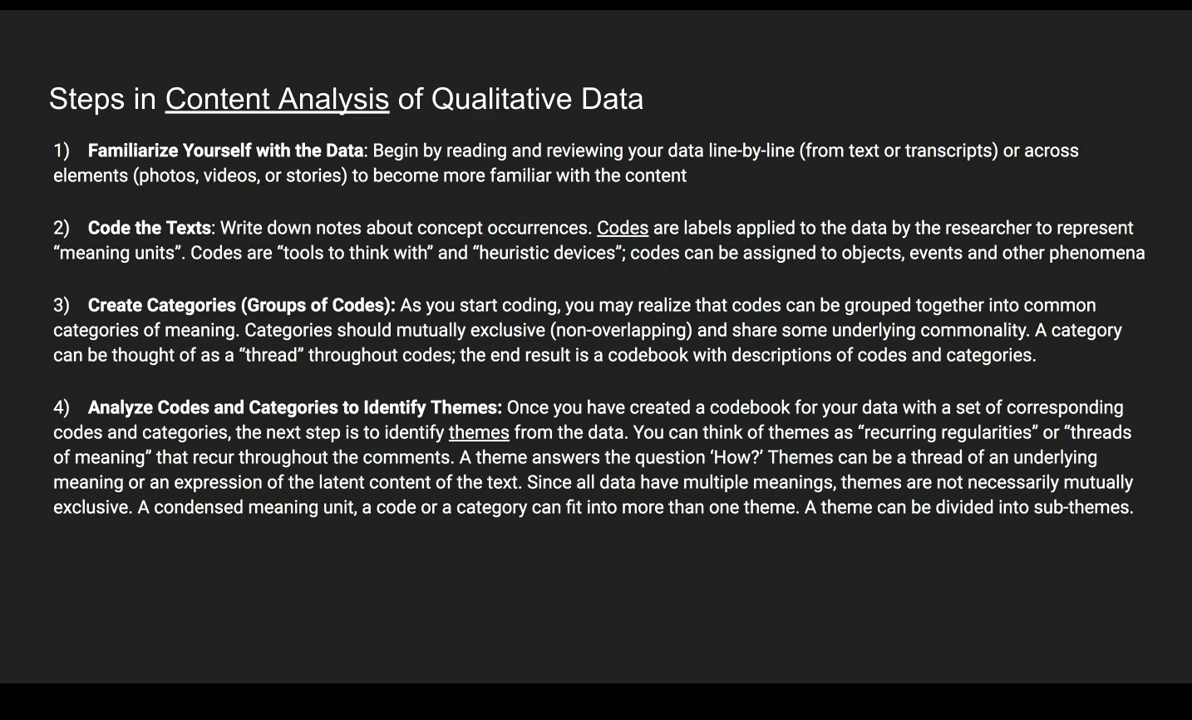 Steps in Content Analysis of Qualitative Data
1) Familiarize Yourself with the Data: Begin by reading and reviewing your data line-by-line (from text or transcripts) or across
elements (photos, videos, or stories) to become more familiar with the content
2) Code the Texts: Write down notes about concept occurrences. Codes are labels applied to the data by the researcher to represent
“meaning units”. Codes are “tools to think with” and “heuristic devices”; codes can be assigned to objects, events and other phenomena
3) Create Categories (Groups of Codes): As you start coding, you may realize that codes can be grouped together into common
categories of meaning. Categories should mutually exclusive (non-overlapping) and share some underlying commonality. A category
can be thought of as a “thread” throughout codes; the end result is a codebook with descriptions of codes and categories.
4) Analyze Codes and Categories to Identify Themes: Once you have created a codebook for your data with a set of corresponding
codes and categories, the next step is to identify themes from the data. You can think of themes as “recurring regularities” or “threads
of meaning” that recur throughout the comments. A theme answers the question ‘How?’ Themes can be a thread of an underlying
meaning or an expression of the latent content of the text. Since all data have multiple meanings, themes are not necessarily mutually
exclusive. A condensed meaning unit, a code or a category can fit into more than one theme. A theme can be divided into sub-themes.